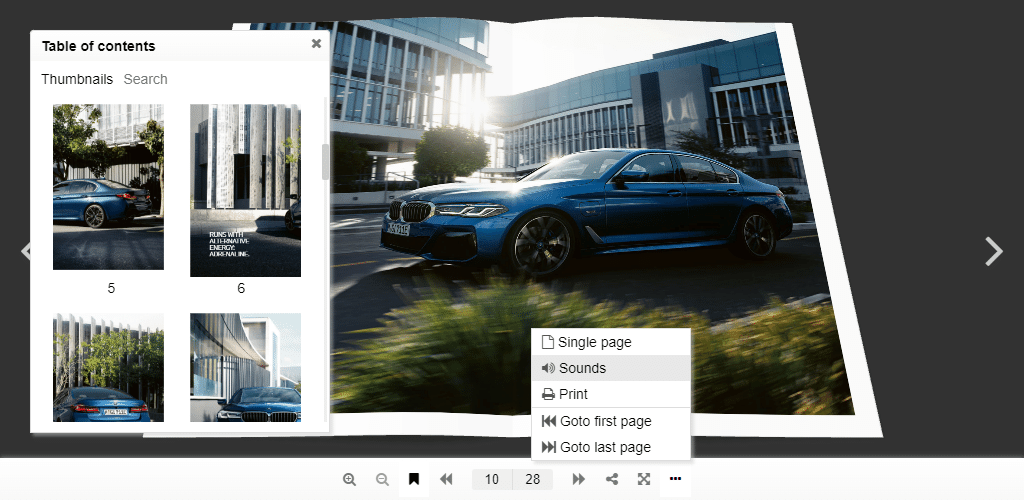 Table of contents
Thumbnails Search
RUNS WITH
ALTERNATIVE
ENERGY:
ADRENALINE.
5 6
Single page
Sounds
Print
Goto first page
Goto last page
10 28